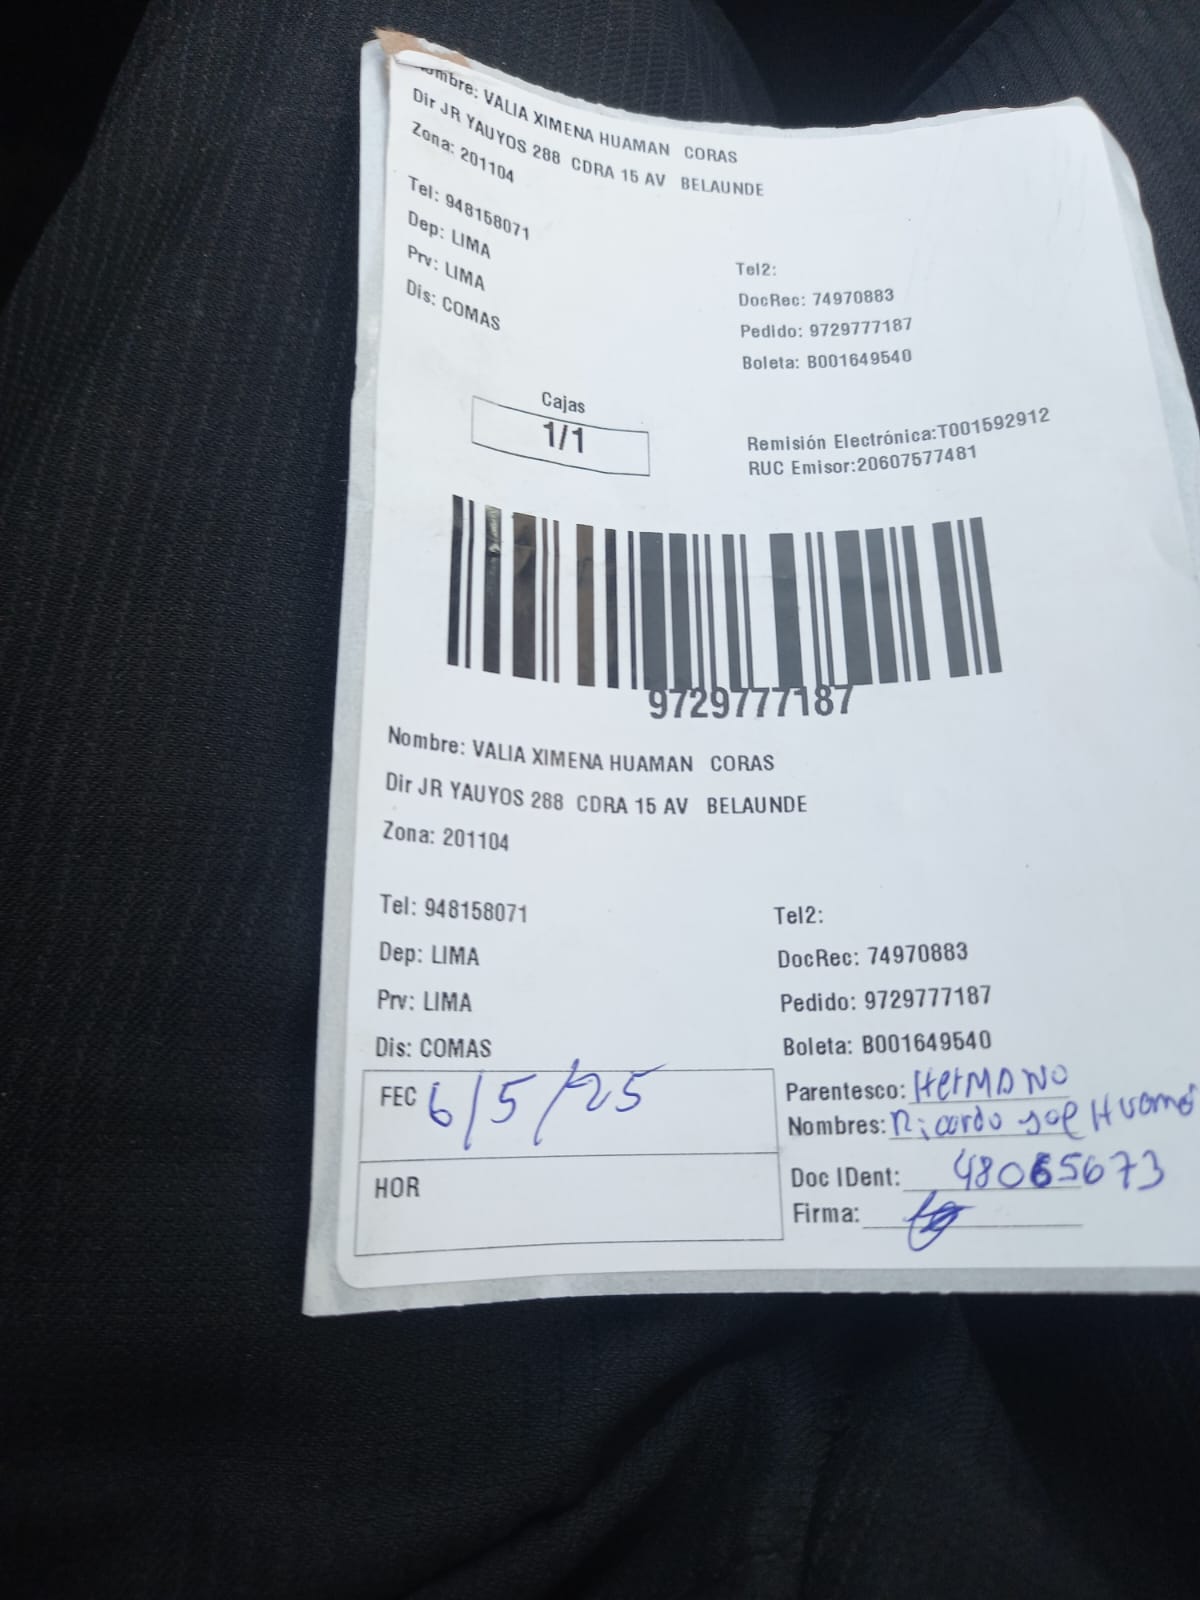 Nombre: VALIA XIMENA HUAMAN CORAS
Dir JR YAUYOS 288 CDRA 15 AV BELAUNDE
Zona: 201104
Tel: 948158071
Dep: LIMA
Prv: LIMA
Dis: COMAS
Tel2:
DocRec: 74970883
Pedido: 9729777187
Boleta: B001649540
Cajas
1/1
Remisión Electrónica:T001592912
RUC Emisor:20607577481
9729777187
Nombre: VALIA XIMENA HUAMAN CORAS
Dir JR YAUYOS 288 CDRA 15 AV BELAUNDE
Zona: 201104
Tel: 948158071
Dep: LIMA
Prv: LIMA
Dis: COMAS
Tel2:
DocRec: 74970883
Pedido: 9729777187
Boleta: B001649540
FEC 6/5/25
HOR
Parentesco: HerMANO
Nombres: Ricardo Huamá
Doc IDent: 48065673
Firma: